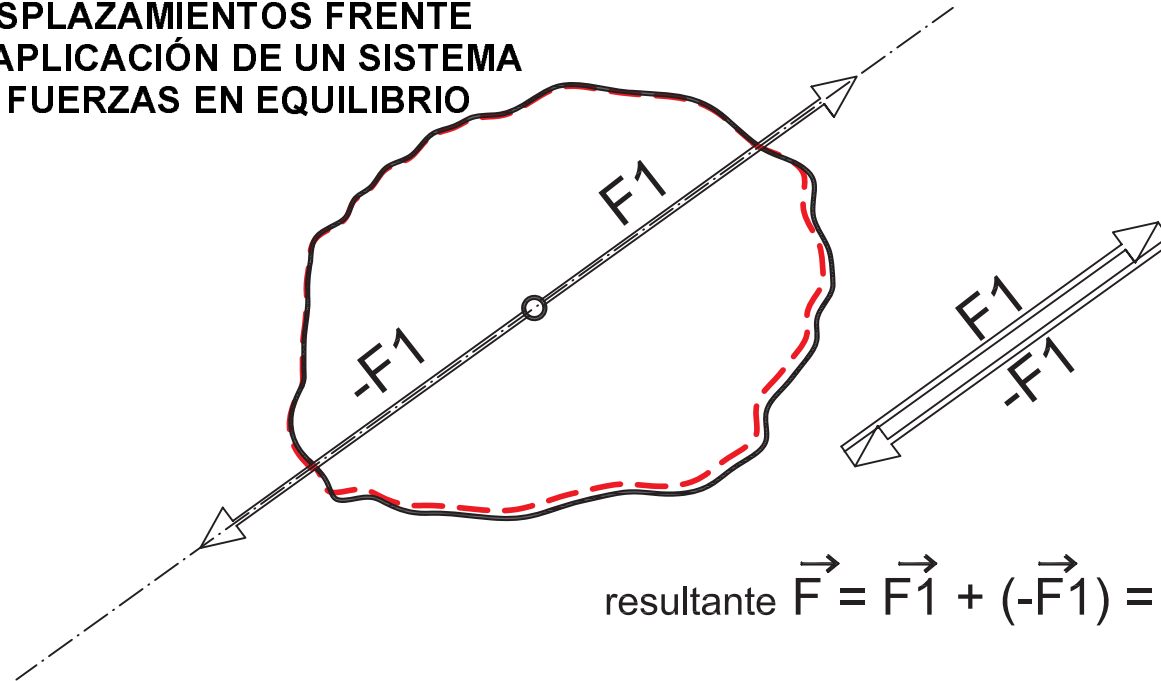 SPLAZAMIENTOS FRENTE
APLICACIÓN DE UN SISTEMA
FUERZAS EN EQUILIBRIO
F1
-F1
F1
-F1
resultante F = F1 + (-F1) =